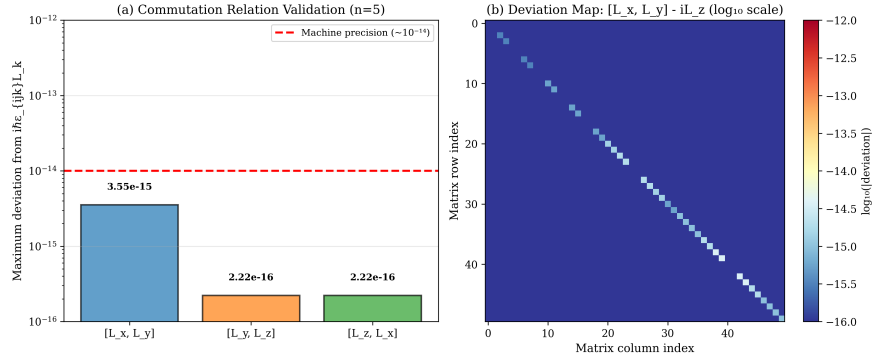 (a) Commutation Relation Validation (n=5)
Maximum deviation from iħε_{ijk}L_k
10⁻¹²
10⁻¹³
10⁻¹⁴
10⁻¹⁵
10⁻¹⁶
Machine precision (~10⁻¹⁴)
3.55e-15
2.22e-16
2.22e-16
[L_x, L_y]
[L_y, L_z]
[L_z, L_x]
(b) Deviation Map: [L_x, L_y] - iL_z (log₁₀ scale)
Matrix row index
0
10
20
30
40
0
20
40
Matrix column index
−12.0
−12.5
−13.0
−13.5
−14.0
−14.5
−15.0
−15.5
−16.0
log₁₀(|deviation|)